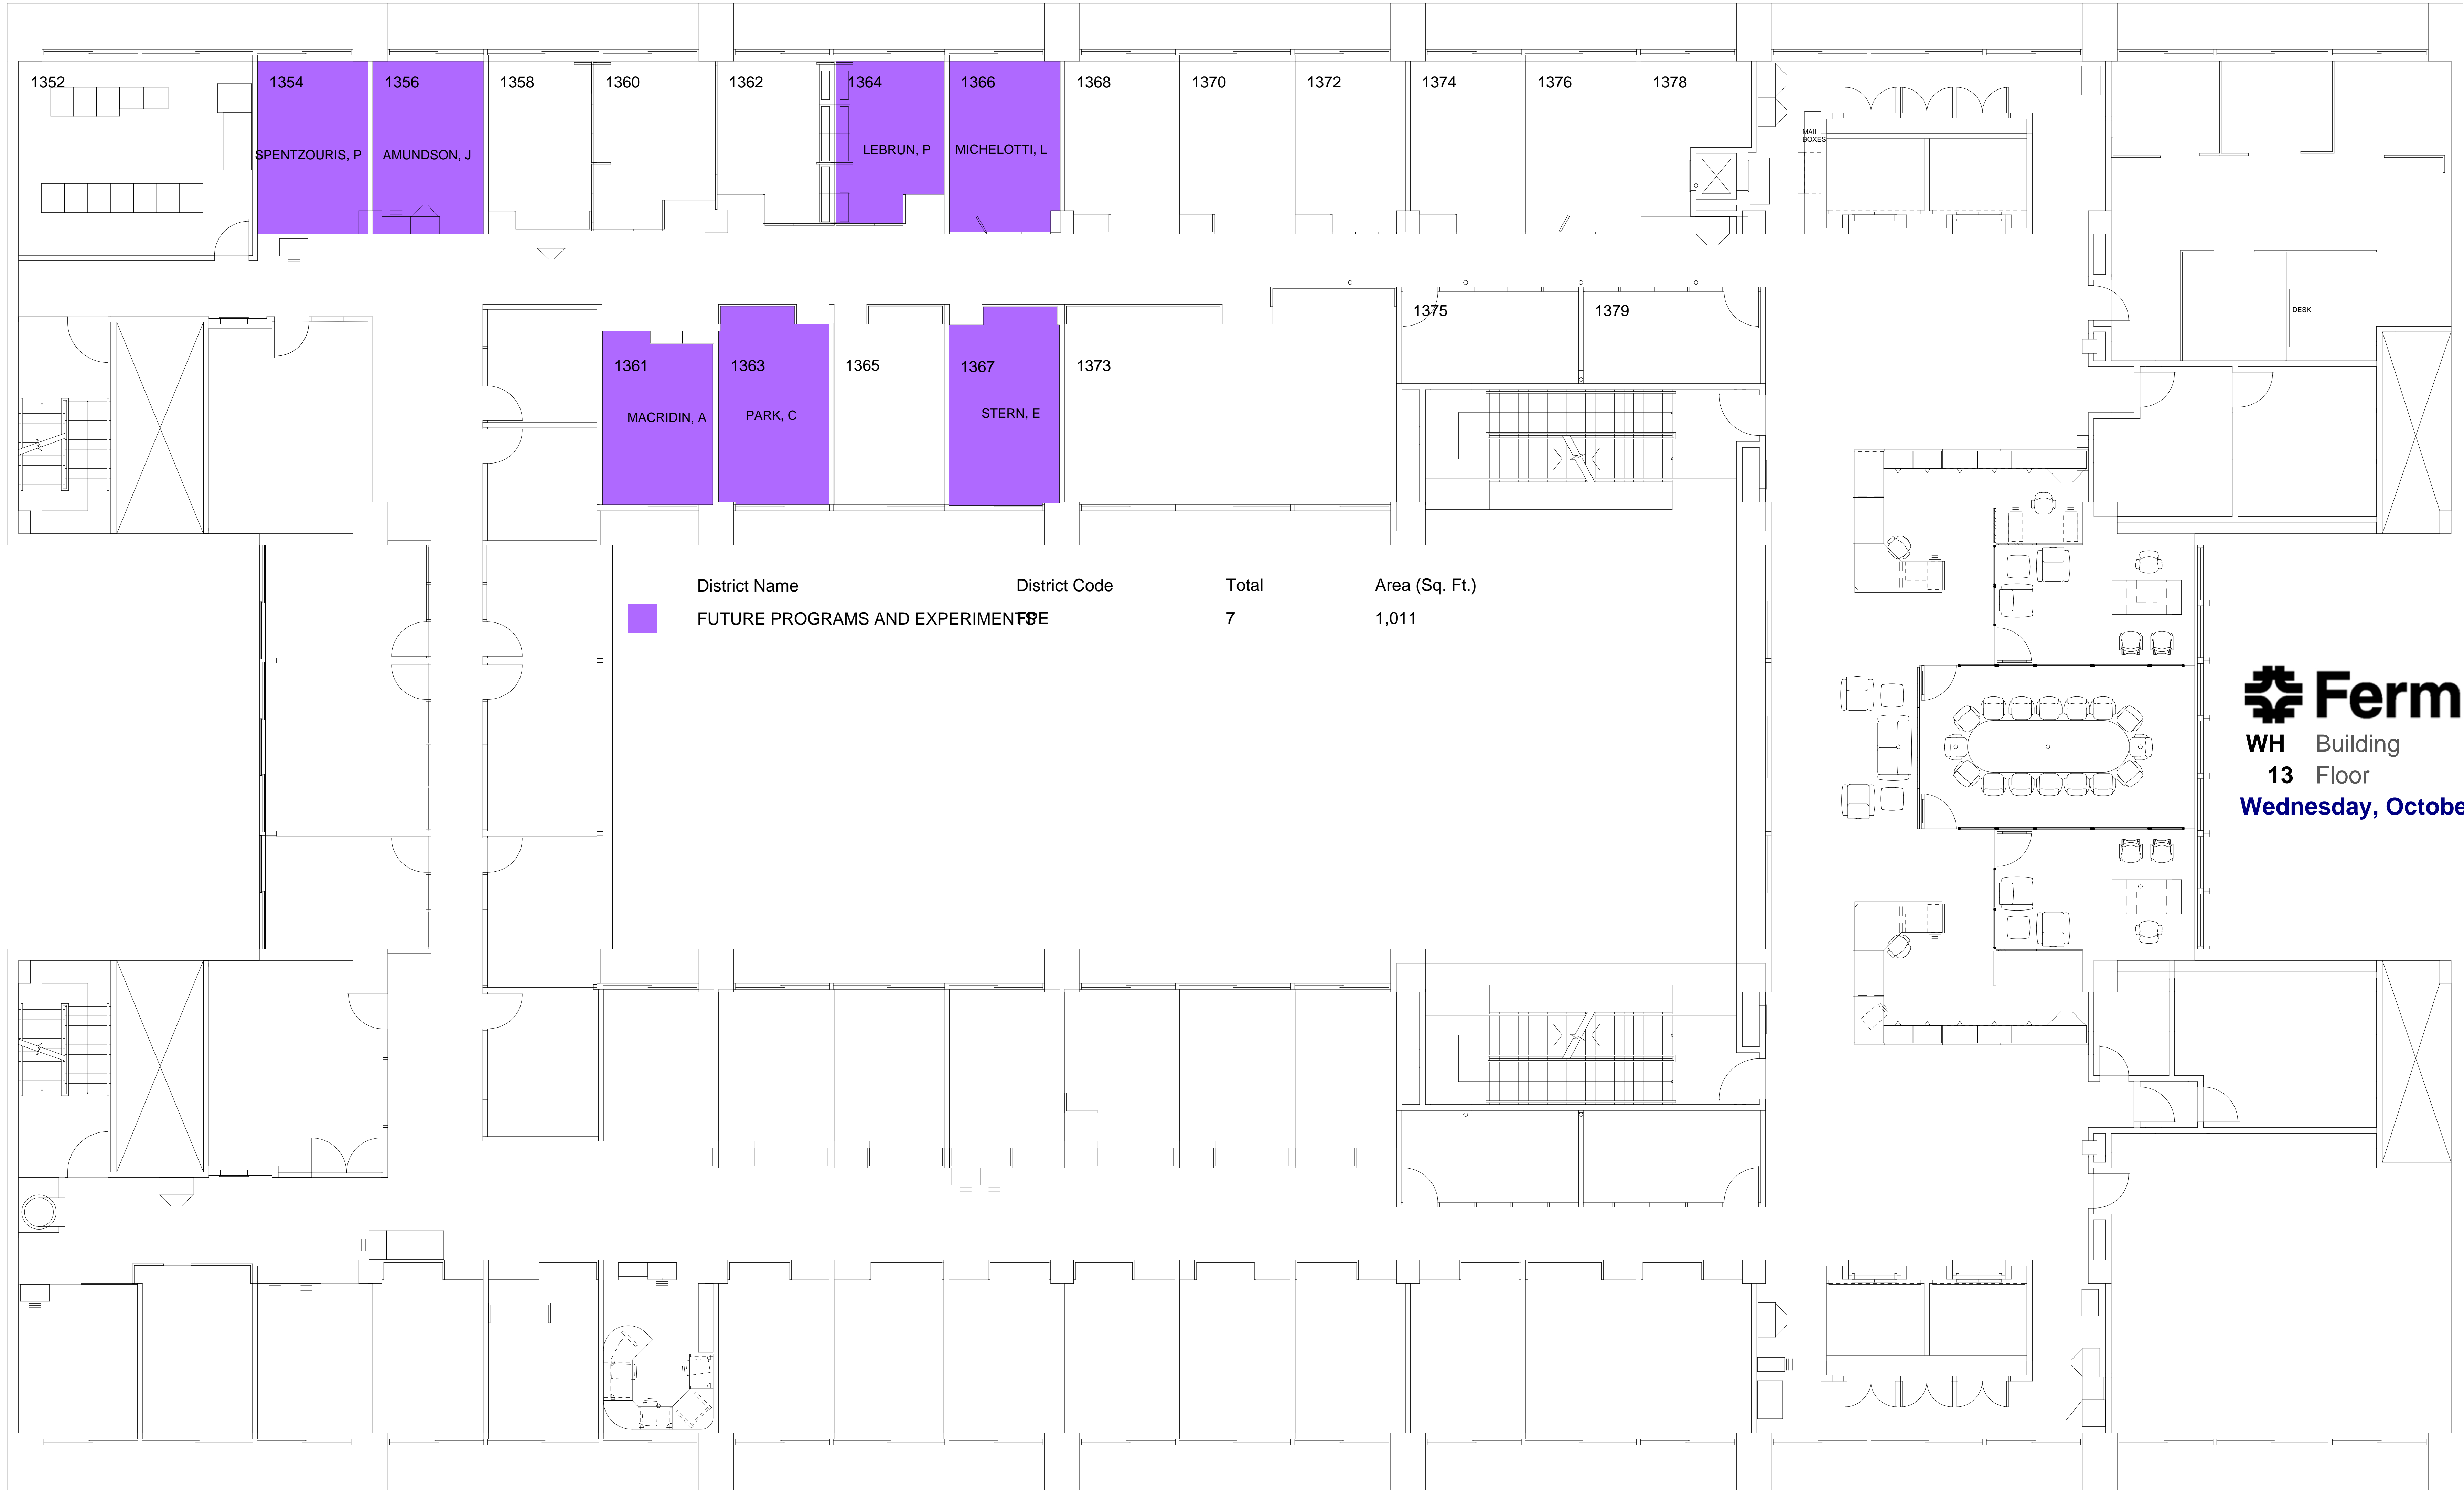 1352 1354 1356 1358 1360 1362 1364 1366 1368 1370 1372 1374 1376 1378
MAIL
BOXES
SPENTZOURIS, P AMUNDSON, J LEBRUN, P MICHELOTTI, L
1375 1379
DESK
1361 1363 1365 1367 1373
MACRIDIN, A PARK, C STERN, E
District Name District Code Total Area (Sq. Ft.)
FUTURE PROGRAMS AND EXPERIMENTS FPE 7 1,011
Ferm
WH Building
13 Floor
Wednesday, Octobe